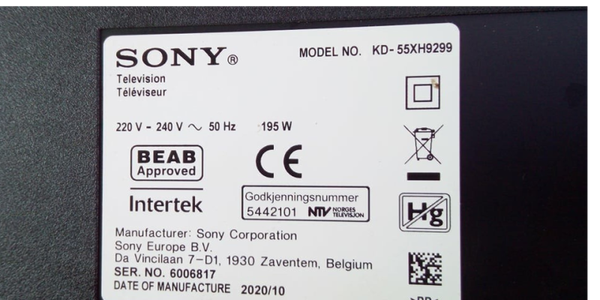 SONY® MODEL NO. KD-55XH9299
Television
Téléviseur
220 V - 240 V ~ 50 Hz 195 W
BEAB
Approved
CE
Intertek
Godkjenningsnummer
5442101 NTV NORGES
TELEVISJON
Hg
Manufacturer: Sony Corporation
Sony Europe B.V.
Da Vincilaan 7-D1, 1930 Zaventem, Belgium
SER. NO. 6006817
DATE OF MANUFACTURE 2020/10